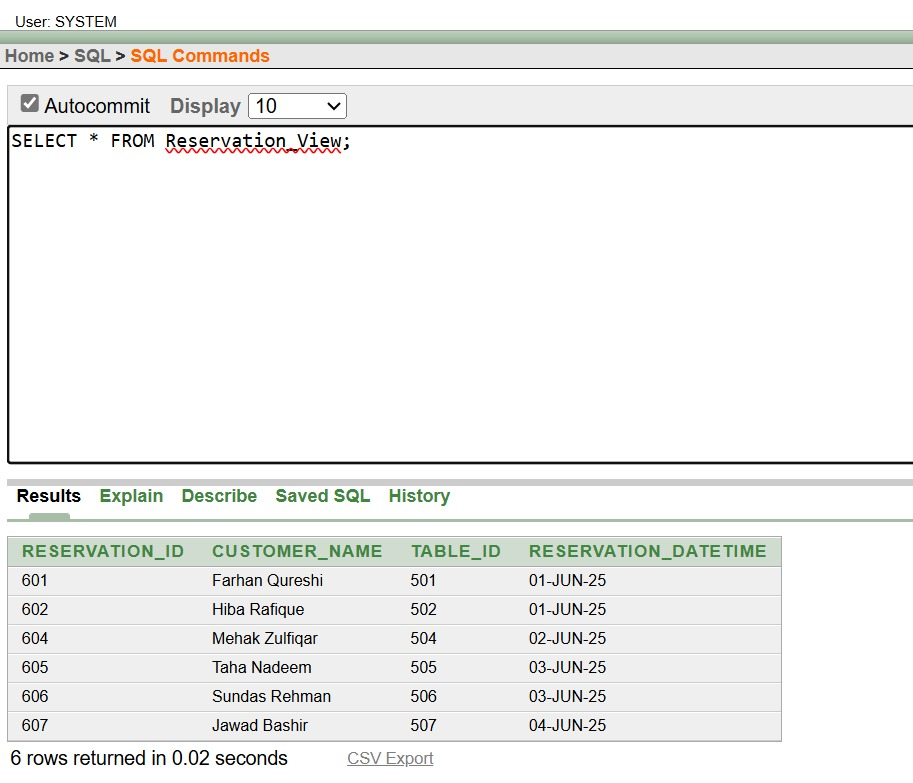 User: SYSTEM
Home > SQL > SQL Commands
Autocommit Display 10
SELECT * FROM Reservation_View;
Results Explain Describe Saved SQL History
RESERVATION_ID CUSTOMER_NAME TABLE_ID RESERVATION_DATETIME
601 Farhan Qureshi 501 01-JUN-25
602 Hiba Rafique 502 01-JUN-25
604 Mehak Zulfiqar 504 02-JUN-25
605 Taha Nadeem 505 03-JUN-25
606 Sundas Rehman 506 03-JUN-25
607 Jawad Bashir 507 04-JUN-25
6 rows returned in 0.02 seconds CSV Export